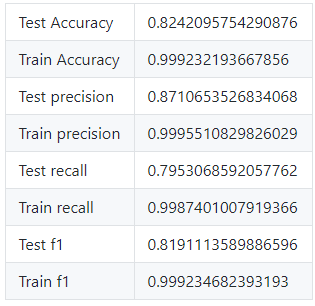 Test Accuracy 0.8242095754290876
Train Accuracy 0.999232193667856
Test precision 0.8710653526834068
Train precision 0.9995510829826029
Test recall 0.7953068592057762
Train recall 0.9987401007919366
Test f1 0.8191113589886596
Train f1 0.999234682393193